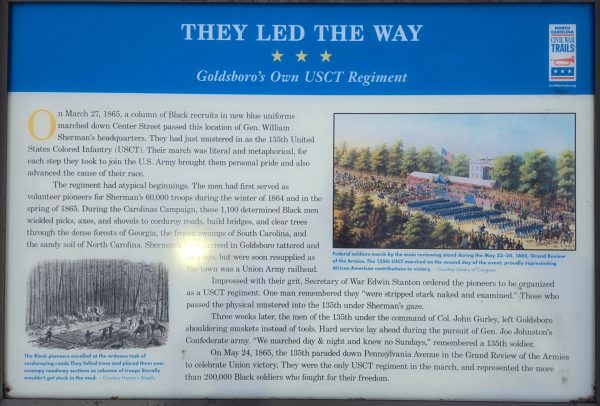 THEY LED THE WAY
Goldsboro's Own USCT Regiment
NORTH CAROLINA
CIVIL WAR TRAILS
On March 27, 1865, a column of Black recruits in new blue uniforms
marched down Center Street passed this location of Gen. William
Sherman's headquarters. They had just mustered in as the 135th United
States Colored Infantry (USCT). Their march was literal and metaphorical, for
each step they took to join the U.S. Army brought them personal pride and also
advanced the cause of their race.
The regiment had atypical beginnings. The men had first served as
volunteer pioneers for Sherman's 60,000 troops during the winter of 1864 and in the
spring of 1865. During the Carolinas Campaign, these 1,100 determined Black men
wielded picks, axes, and shovels to corduroy roads, build bridges, and clear trees
through the dense forests of Georgia, the frozen swamps of South Carolina, and
the sandy soil of North Carolina. Sherman's arrived in Goldsboro tattered and
but were soon resupplied as
the town was a Union Army railhead.
Impressed with their grit, Secretary of War Edwin Stanton ordered the pioneers to be organized
as a USCT regiment. One man remembered they "were stripped stark naked and examined." Those who
passed the physical mustered into the 135th under Sherman's gaze.
Three weeks later, the men of the 135th under the command of Col. John Gurley, left Goldsboro
shouldering muskets instead of tools. Hard service lay ahead during the pursuit of Gen. Joe Johnston's
Confederate army. "We marched day & night and knew no Sundays," remembered a 135th soldier.
On May 24, 1865, the 135th paraded down Pennsylvania Avenue in the Grand Review of the Armies
to celebrate Union victory. They were the only USCT regiment in the march, and represented the more
than 200,000 Black soldiers who fought for their freedom.
Federal soldiers march by the main reviewing stand during the May 23–24, 1865, Grand Review
of the Armies. The 135th USCT marched on the second day of the event, proudly representing
African American contributions to victory. – Courtesy Library of Congress
The Black pioneers excelled at the arduous task of
corduroying roads They felled trees and placed them over
swampy roadway sections so columns of troops literally
wouldn't get stuck in the mud. – Courtesy Harper's Weekly